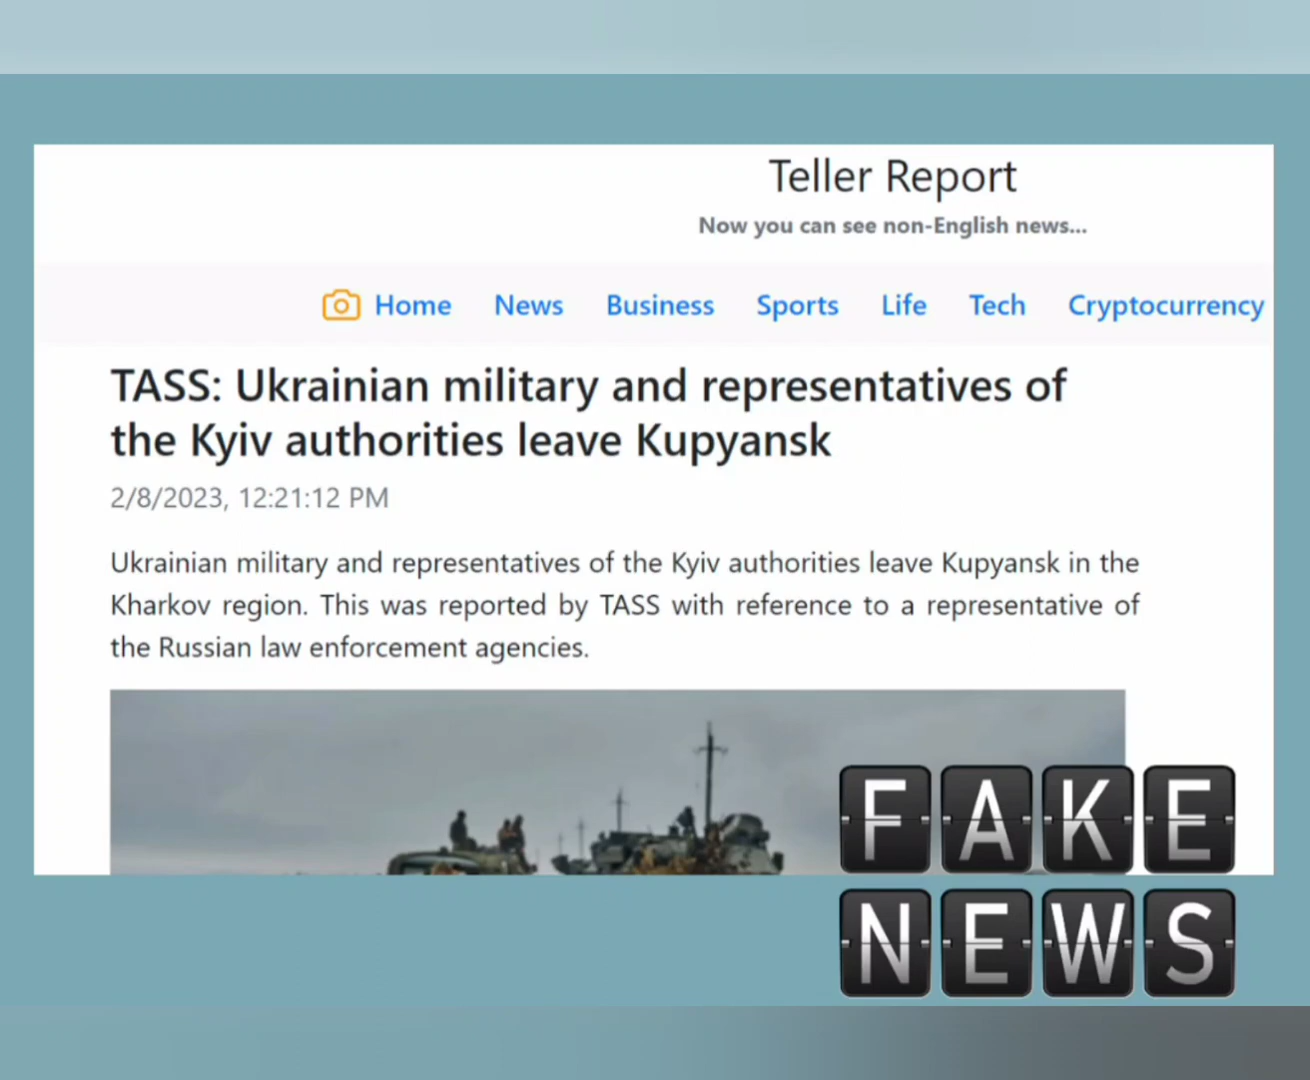 Teller Report
Now you can see non-English news...
Home News Business Sports Life Tech Cryptocurrency
TASS: Ukrainian military and representatives of
the Kyiv authorities leave Kupyansk
2/8/2023, 12:21:12 PM
Ukrainian military and representatives of the Kyiv authorities leave Kupyansk in the
Kharkov region. This was reported by TASS with reference to a representative of
the Russian law enforcement agencies.
FAKE
NEWS